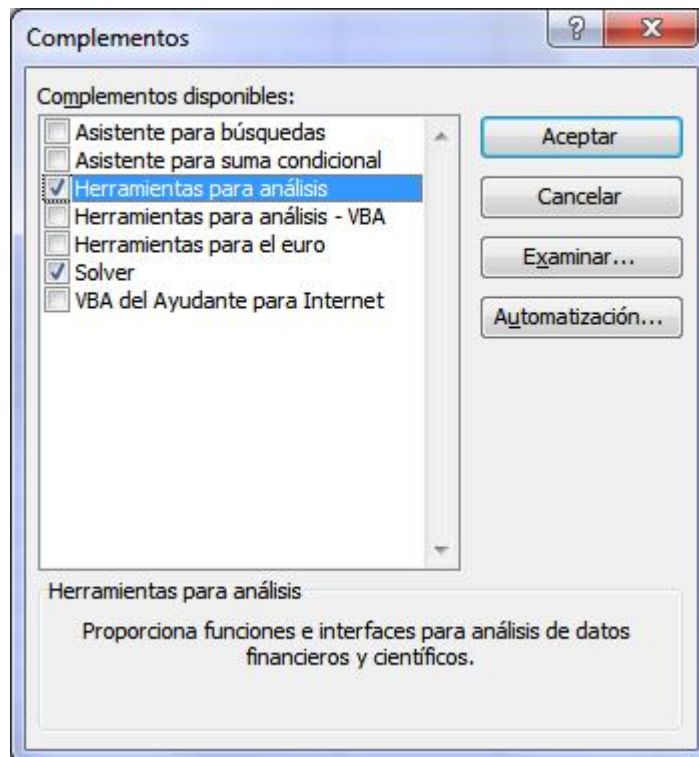 Complementos
Complementos disponibles:
Asistente para búsquedas
Asistente para suma condicional
Herramientas para análisis
Herramientas para análisis - VBA
Herramientas para el euro
Solver
VBA del Ayudante para Internet
Aceptar
Cancelar
Examinar...
Automatización...
Herramientas para análisis
Proporciona funciones e interfaces para análisis de datos
financieros y científicos.